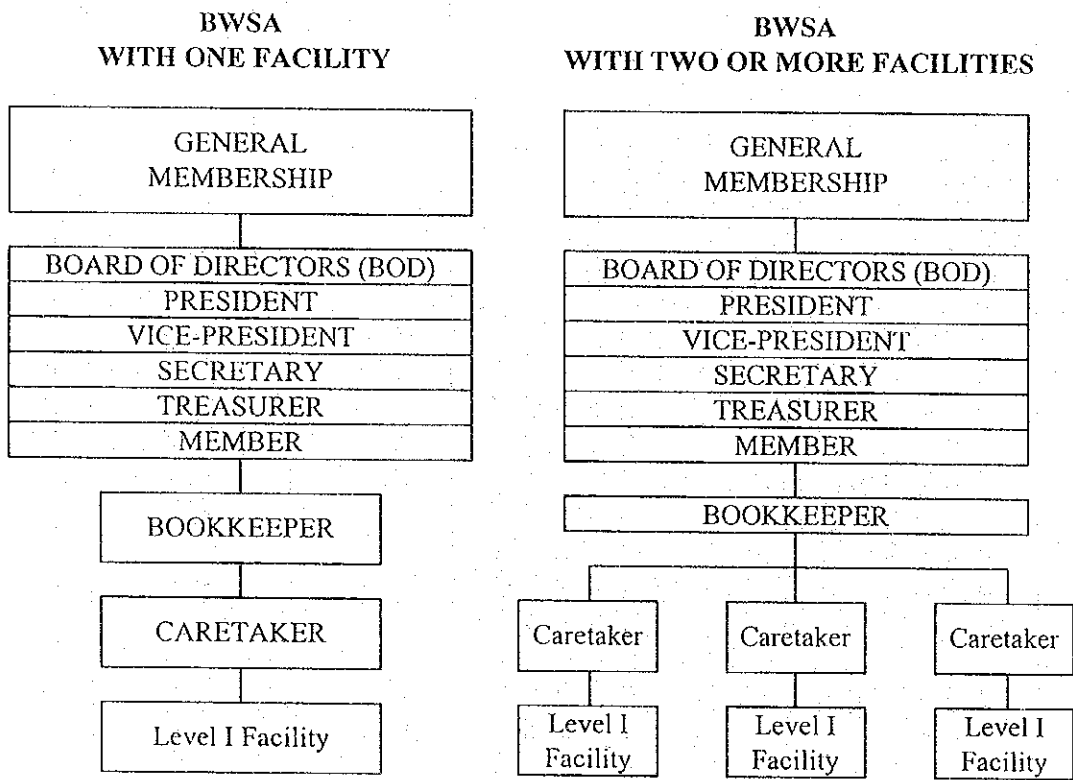 BWSA
WITH ONE FACILITY
GENERAL
MEMBERSHIP
BOARD OF DIRECTORS (BOD)
PRESIDENT
VICE-PRESIDENT
SECRETARY
TREASURER
MEMBER
BOOKKEEPER
CARETAKER
Level I Facility
BWSA
WITH TWO OR MORE FACILITIES
GENERAL
MEMBERSHIP
BOARD OF DIRECTORS (BOD)
PRESIDENT
VICE-PRESIDENT
SECRETARY
TREASURER
MEMBER
BOOKKEEPER
Caretaker
Caretaker
Caretaker
Level I
Facility
Level I
Facility
Level I
Facility